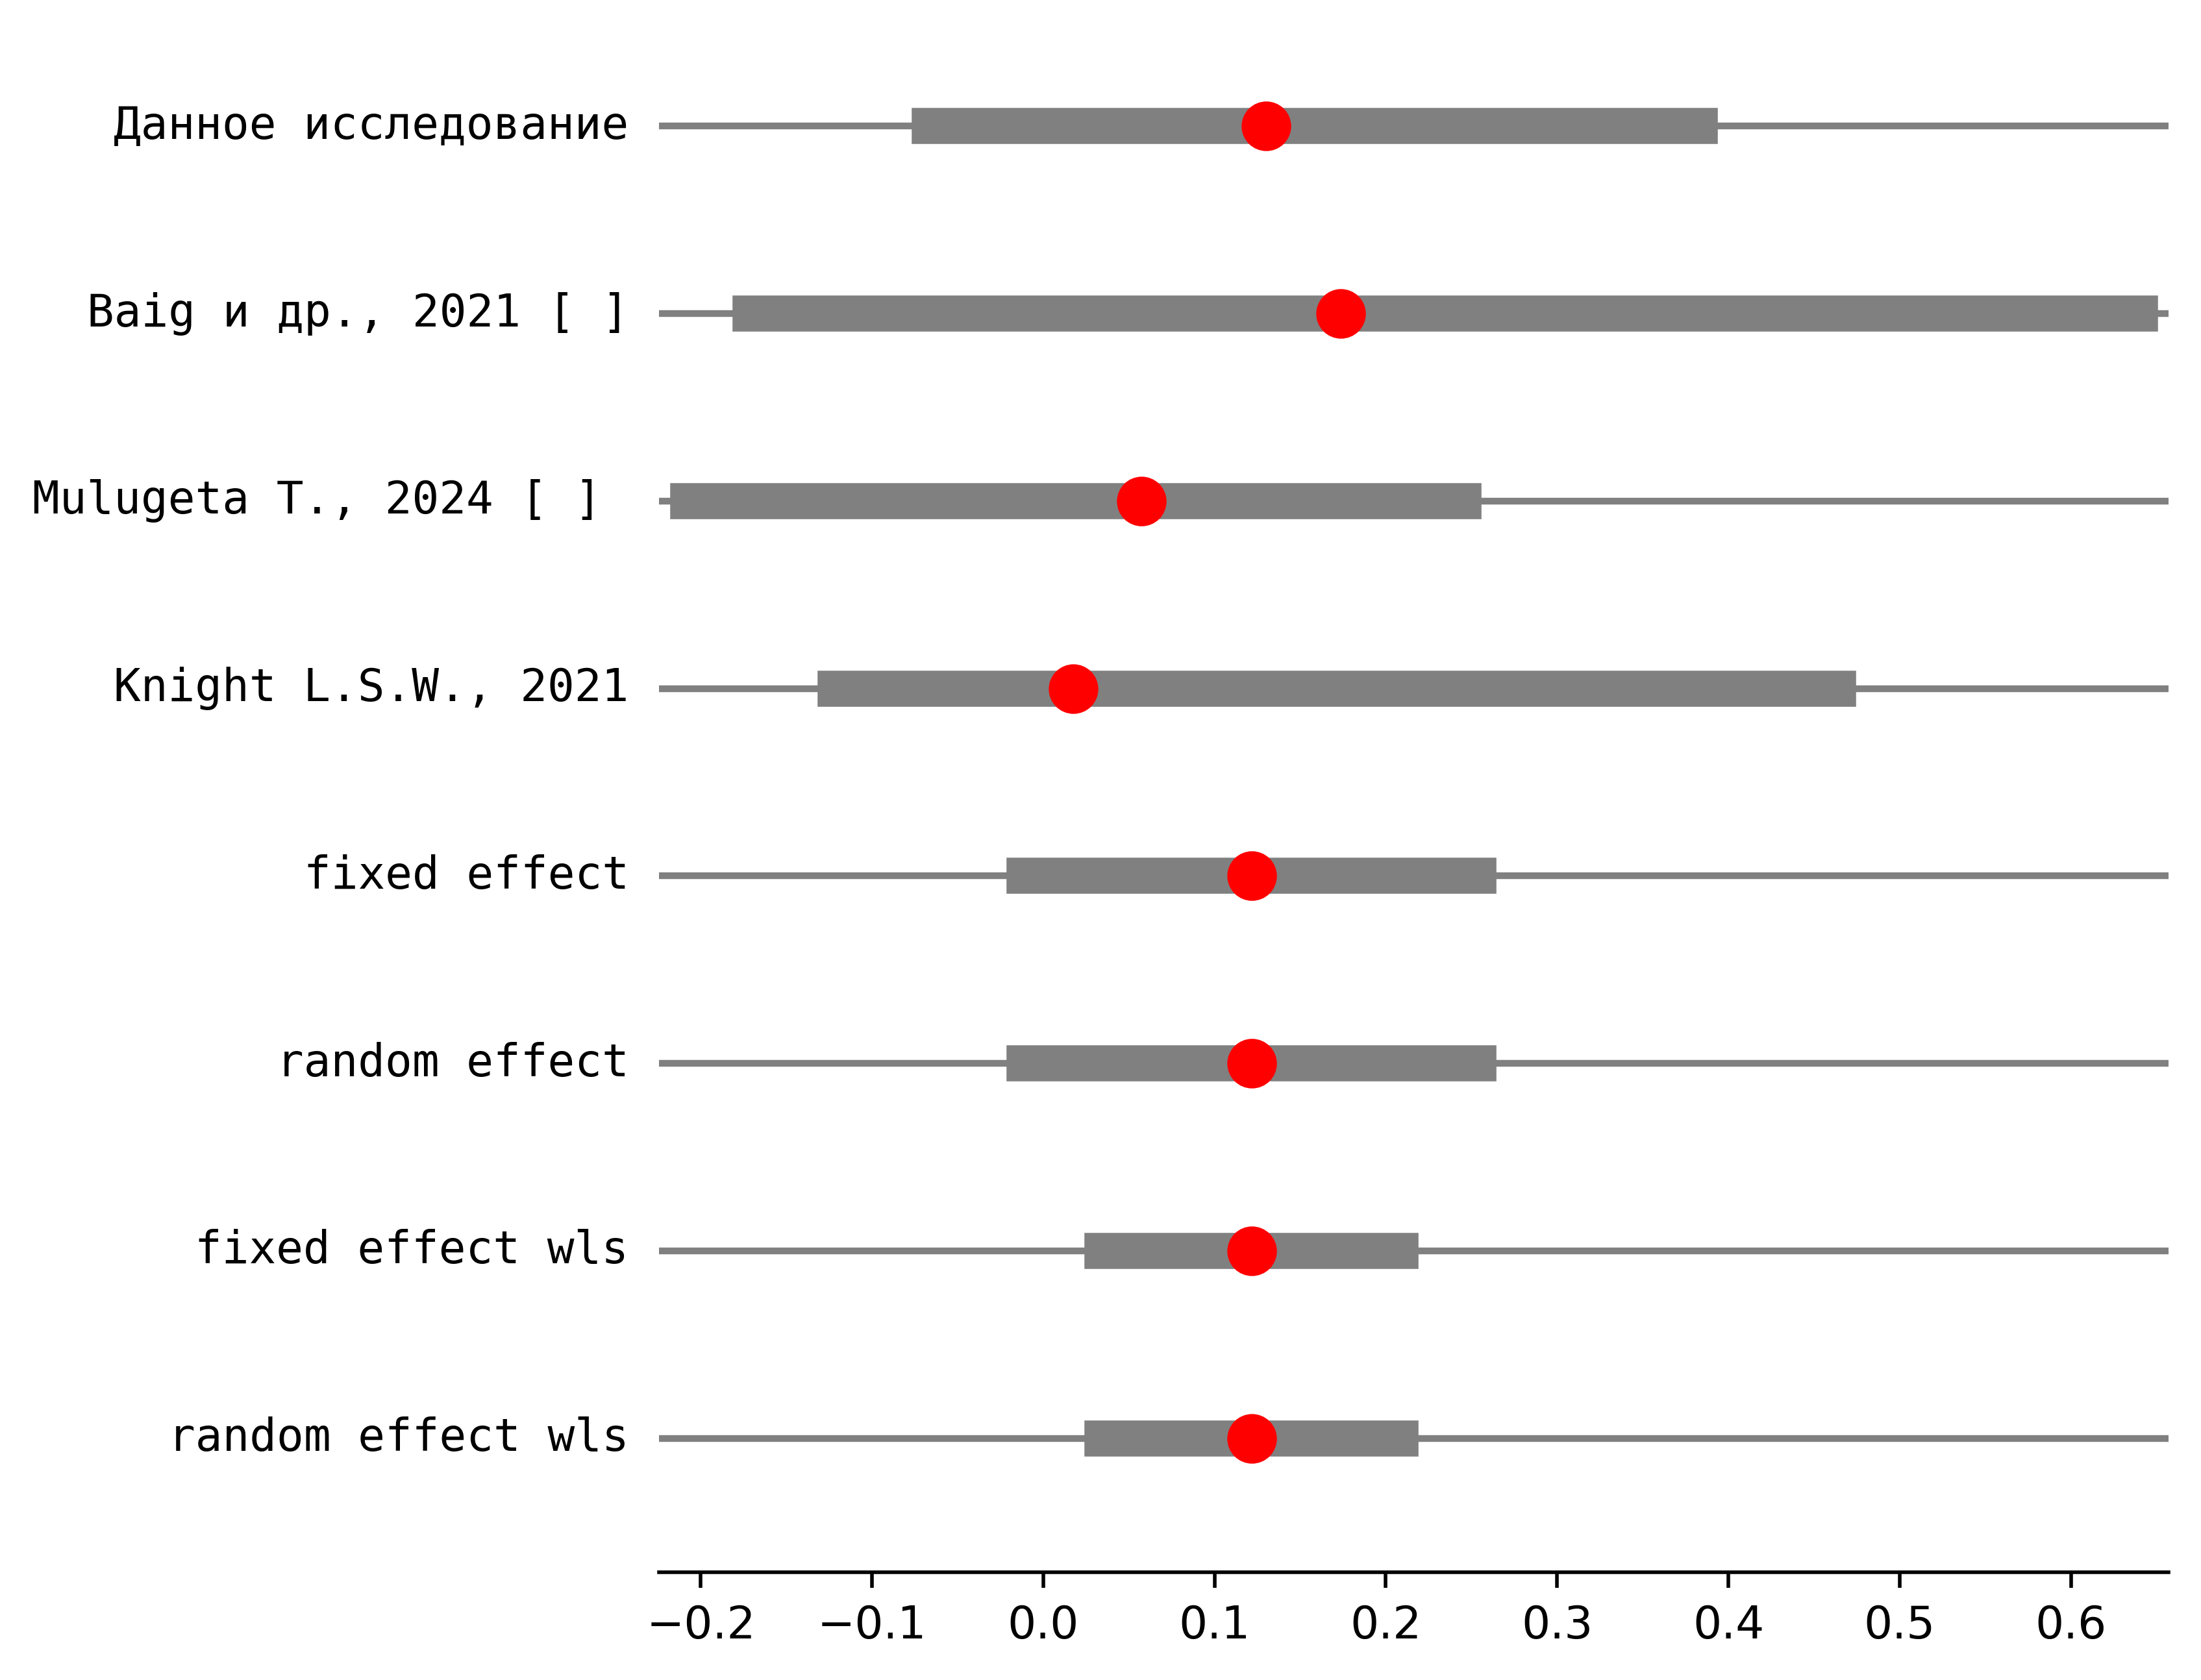 Данное исследование
Baig и др., 2021 [ ]
Mulugeta T., 2024 [ ]
Knight L.S.W., 2021
fixed effect
random effect
fixed effect wls
random effect wls
−0.2 −0.1 0.0 0.1 0.2 0.3 0.4 0.5 0.6